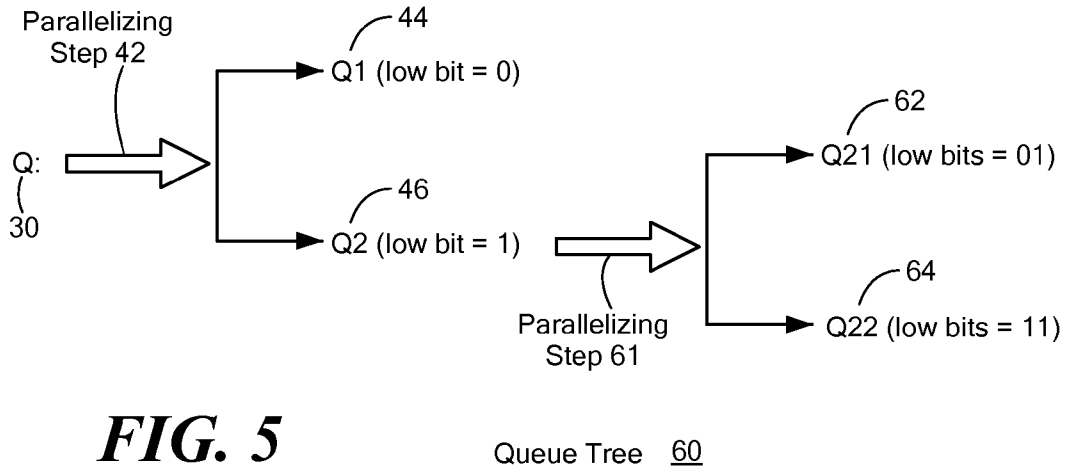 Parallelizing
Step 42
44
Q1 (low bit = 0)
Q:
30
46
Q2 (low bit = 1)
62
Q21 (low bits = 01)
64
Q22 (low bits = 11)
Parallelizing
Step 61
FIG. 5
Queue Tree 60